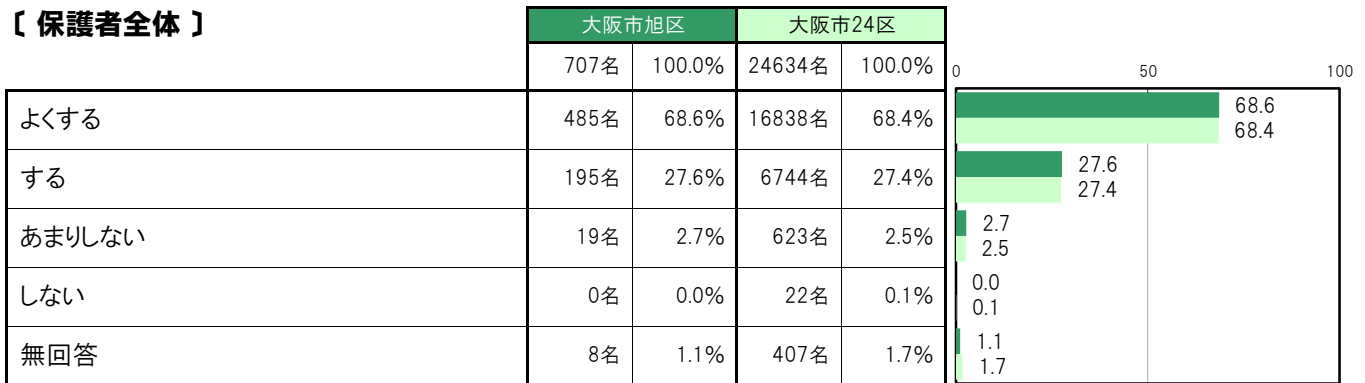 〔 保護者全体 〕
大阪市旭区 大阪市24区
707名 100.0% 24634名 100.0% 0 50 100
よくする 485名 68.6% 16838名 68.4% 68.6
68.4
する 195名 27.6% 6744名 27.4% 27.6
27.4
あまりしない 19名 2.7% 623名 2.5% 2.7
2.5
しない 0名 0.0% 22名 0.1% 0.0
0.1
無回答 8名 1.1% 407名 1.7% 1.1
1.7